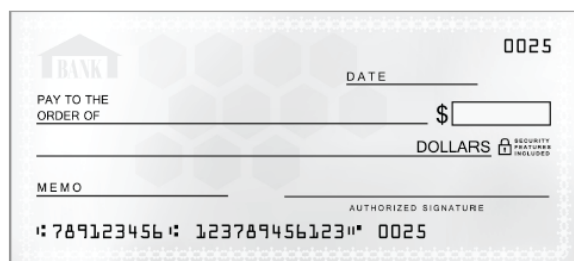 0025
BANK
DATE
PAY TO THE
ORDER OF
$
DOLLARS
SECURITY
FEATURES
INCLUDED
MEMO
AUTHORIZED SIGNATURE
⑆789123456⑆ 123789456123⑈ 0025